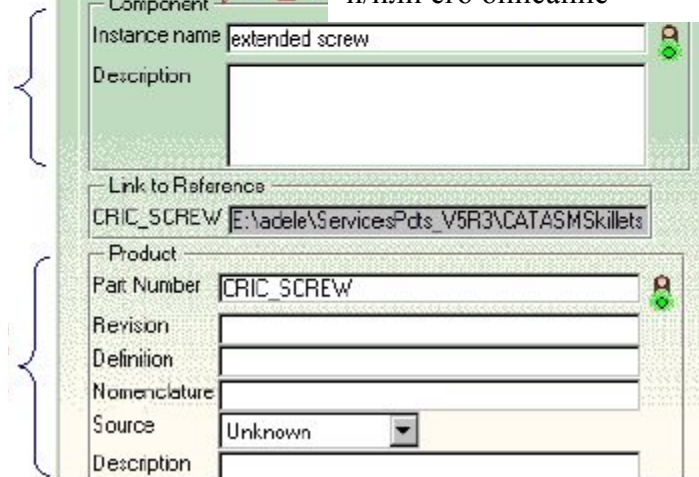 и/или его описание
Component
Instance name extended screw
Description
Link to Reference
CRIC_SCREW E:\adele\ServicesPdts_V5R3\CATASMSkillets
Product
Part Number CRIC_SCREW
Revision
Definition
Nomenclature
Source Unknown
Description